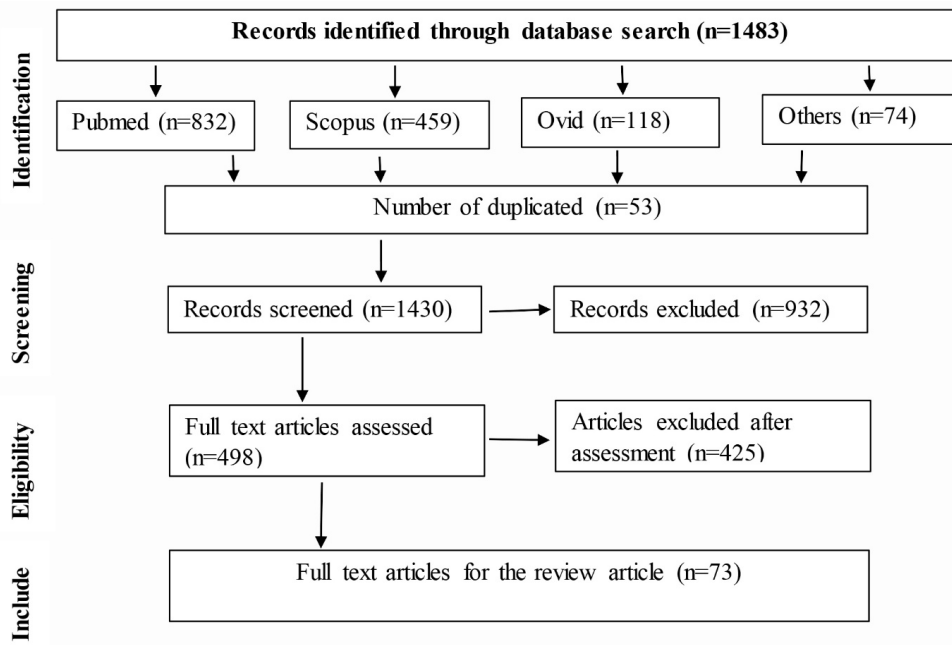 Records identified through database search (n=1483)
Identification
Pubmed (n=832)
Scopus (n=459)
Ovid (n=118)
Others (n=74)
Number of duplicated (n=53)
Screening
Records screened (n=1430)
Records excluded (n=932)
Eligibility
Full text articles assessed
(n=498)
Articles excluded after
assessment (n=425)
Include
Full text articles for the review article (n=73)